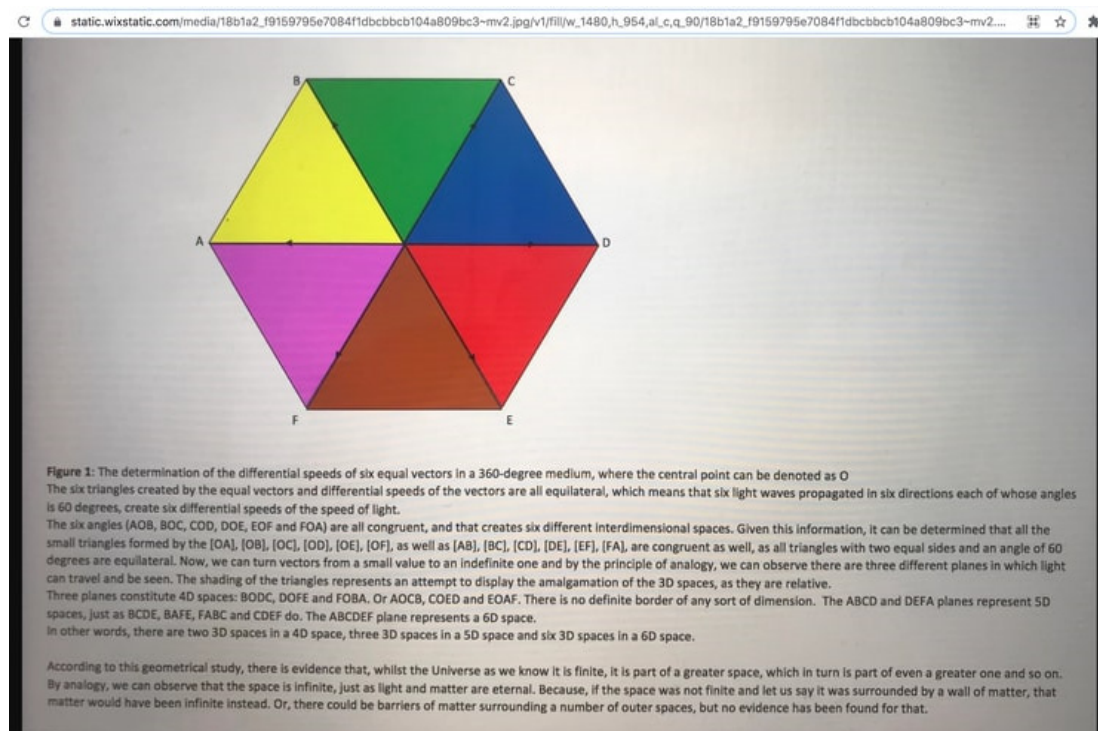 static.wixstatic.com/media/18b1a2_f9159795e7084f1dbcbbcb104a809bc3~mv2.jpg/v1/fill/w_1480,h_954,al_c,q_90/18b1a2_f9159795e7084f1dbcbbcb104a809bc3~mv2....
B
C
A
D
F
E
Figure 1: The determination of the differential speeds of six equal vectors in a 360-degree medium, where the central point can be denoted as O
The six triangles created by the equal vectors and differential speeds of the vectors are all equilateral, which means that six light waves propagated in six directions each of whose angles
is 60 degrees, create six differential speeds of the speed of light.
The six angles (AOB, BOC, COD, DOE, EOF and FOA) are all congruent, and that creates six different interdimensional spaces. Given this information, it can be determined that all the
small triangles formed by the [OA], [OB], [OC], [OD], [OE], [OF], as well as [AB], [BC], [CD], [DE], [EF], [FA], are congruent as well, as all triangles with two equal sides and an angle of 60
degrees are equilateral. Now, we can turn vectors from a small value to an indefinite one and by the principle of analogy, we can observe there are three different planes in which light
can travel and be seen. The shading of the triangles represents an attempt to display the amalgamation of the 3D spaces, as they are relative.
Three planes constitute 4D spaces: BODC, DOFE and FOBA. Or AOCB, COED and EOAF. There is no definite border of any sort of dimension. The ABCD and DEFA planes represent 5D
spaces, just as BCDE, BAFE, FABC and CDEF do. The ABCDEF plane represents a 6D space.
In other words, there are two 3D spaces in a 4D space, three 3D spaces in a 5D space and six 3D spaces in a 6D space.
According to this geometrical study, there is evidence that, whilst the Universe as we know it is finite, it is part of a greater space, which in turn is part of even a greater one and so on.
By analogy, we can observe that the space is infinite, just as light and matter are eternal. Because, if the space was not finite and let us say it was surrounded by a wall of matter, that
matter would have been infinite instead. Or, there could be barriers of matter surrounding a number of outer spaces, but no evidence has been found for that.